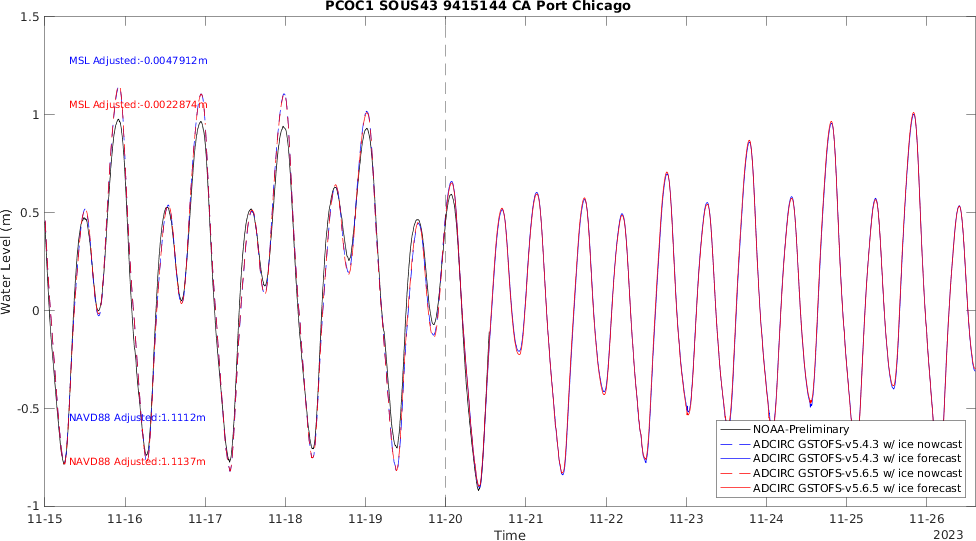 PCOC1 SOUS43 9415144 CA Port Chicago
1.5
MSL Adjusted:-0.0047912m
1
MSL Adjusted:-0.0022874m
0.5
Water Level (m)
0
-0.5
NAVD88 Adjusted:1.1112m
NAVD88 Adjusted:1.1137m
-1
NOAA-Preliminary
ADCIRC GSTOFS-v5.4.3 w/ ice nowcast
ADCIRC GSTOFS-v5.4.3 w/ ice forecast
ADCIRC GSTOFS-v5.6.5 w/ ice nowcast
ADCIRC GSTOFS-v5.6.5 w/ ice forecast
11-15 11-16 11-17 11-18 11-19 11-20 11-21 11-22 11-23 11-24 11-25 11-26
Time
2023